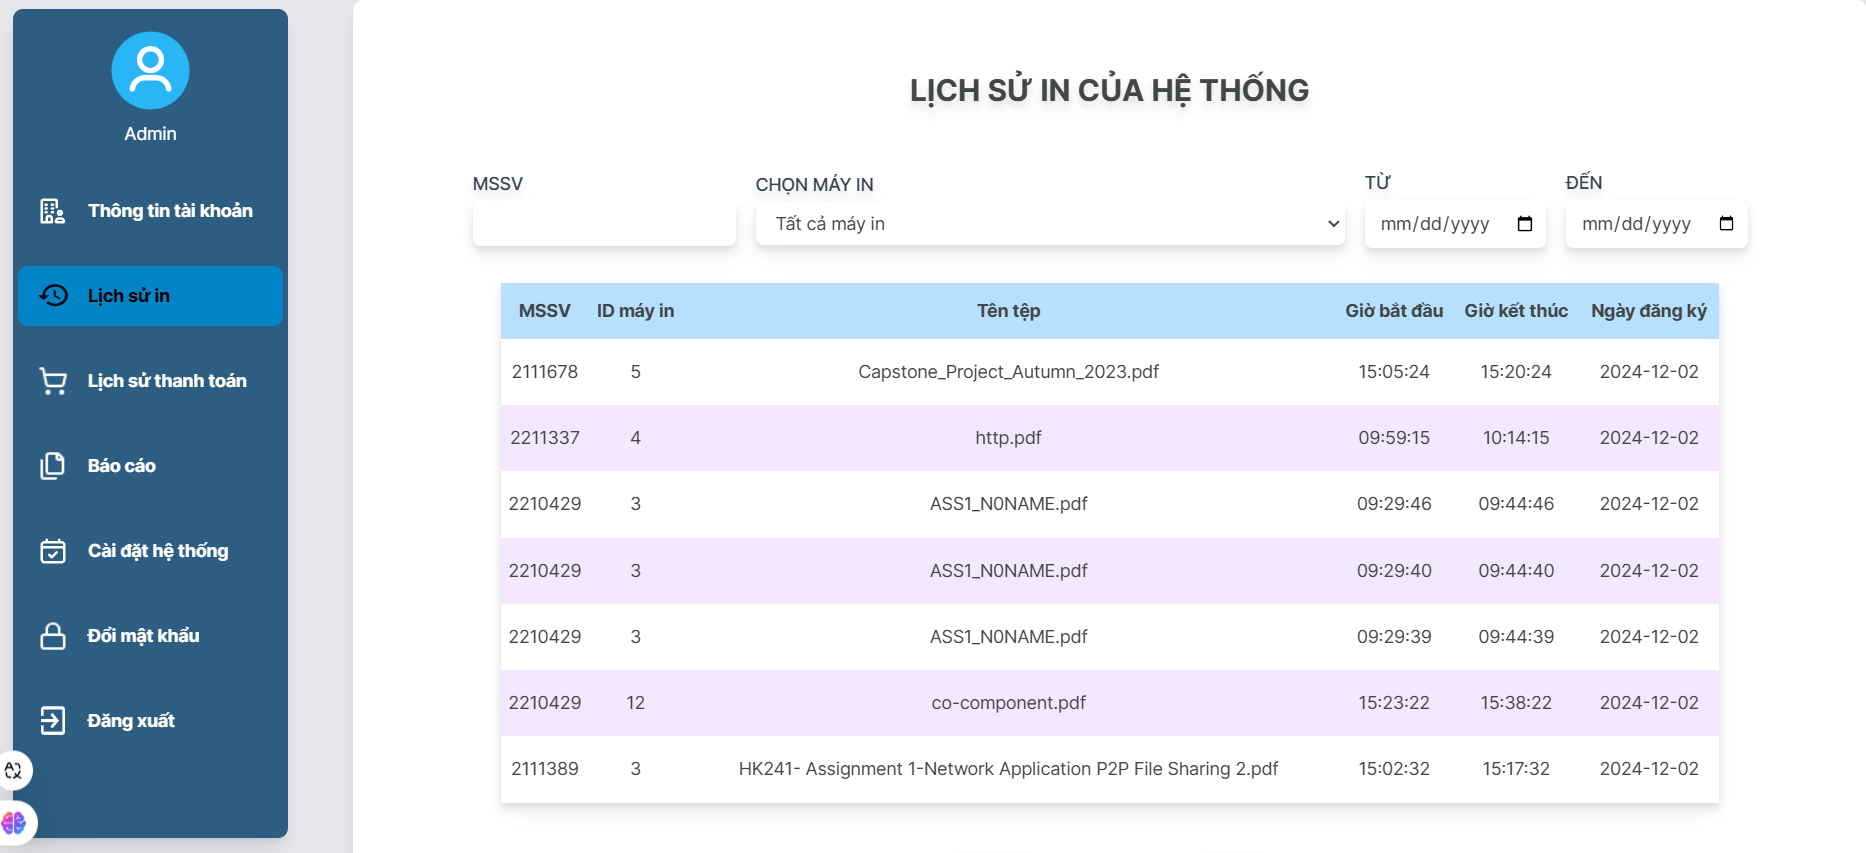 Admin
Thông tin tài khoản
Lịch sử in
Lịch sử thanh toán
Báo cáo
Cài đặt hệ thống
Đổi mật khẩu
Đăng xuất
LỊCH SỬ IN CỦA HỆ THỐNG
MSSV CHỌN MÁY IN TỪ ĐẾN
Tất cả máy in mm/dd/yyyy mm/dd/yyyy
MSSV ID máy in Tên tệp Giờ bắt đầu Giờ kết thúc Ngày đăng ký
2111678 5 Capstone_Project_Autumn_2023.pdf 15:05:24 15:20:24 2024-12-02
2211337 4 http.pdf 09:59:15 10:14:15 2024-12-02
2210429 3 ASS1_N0NAME.pdf 09:29:46 09:44:46 2024-12-02
2210429 3 ASS1_N0NAME.pdf 09:29:40 09:44:40 2024-12-02
2210429 3 ASS1_N0NAME.pdf 09:29:39 09:44:39 2024-12-02
2210429 12 co-component.pdf 15:23:22 15:38:22 2024-12-02
2111389 3 HK241- Assignment 1-Network Application P2P File Sharing 2.pdf 15:02:32 15:17:32 2024-12-02